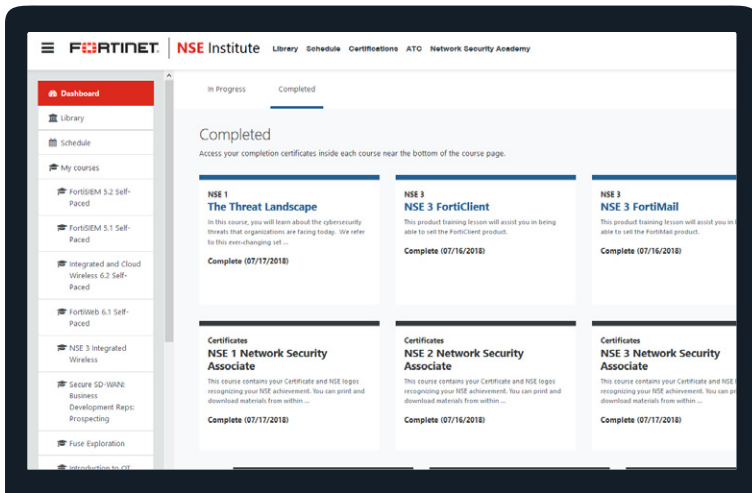 FORTINET NSE Institute Library Schedule Certifications ATC Network Security Academy
Dashboard
Library
Schedule
My courses
FortiSIEM 5.2 Self-
Paced
FortiSIEM 5.1 Self-
Paced
Integrated and Cloud
Wireless 6.2 Self-
Paced
FortiWeb 6.1 Self-
Paced
NSE 3 Integrated
Wireless
Secure SD-WAN:
Business
Development Reps:
Prospecting
Fuse Exploration
Introduction to OT
In Progress Completed
Completed
Access your completion certificates inside each course near the bottom of the course page.
NSE 1
The Threat Landscape
In this course, you will learn about the cybersecurity
threats that organizations are facing today. We refer
to this ever-changing set ...
Complete (07/17/2018)
NSE 3
NSE 3 FortiClient
This product training lesson will assist you in being
able to sell the FortiClient product.
Complete (07/16/2018)
NSE 3
NSE 3 FortiMail
This product training lesson will assist you in
able to sell the FortiMail product.
Complete (07/16/2018)
Certificates
NSE 1 Network Security
Associate
This course contains your Certificate and NSE logos
recognizing your NSE achievement. You can print and
download materials from within ...
Complete (07/17/2018)
Certificates
NSE 2 Network Security
Associate
This course contains your Certificate and NSE logos
recognizing your NSE achievement. You can print and
download materials from within ...
Complete (07/16/2018)
Certificates
NSE 3 Network Security
Associate
This course contains your Certificate and NSE
recognizing your NSE achievement. You can
download materials from within ...
Complete (07/17/2018)